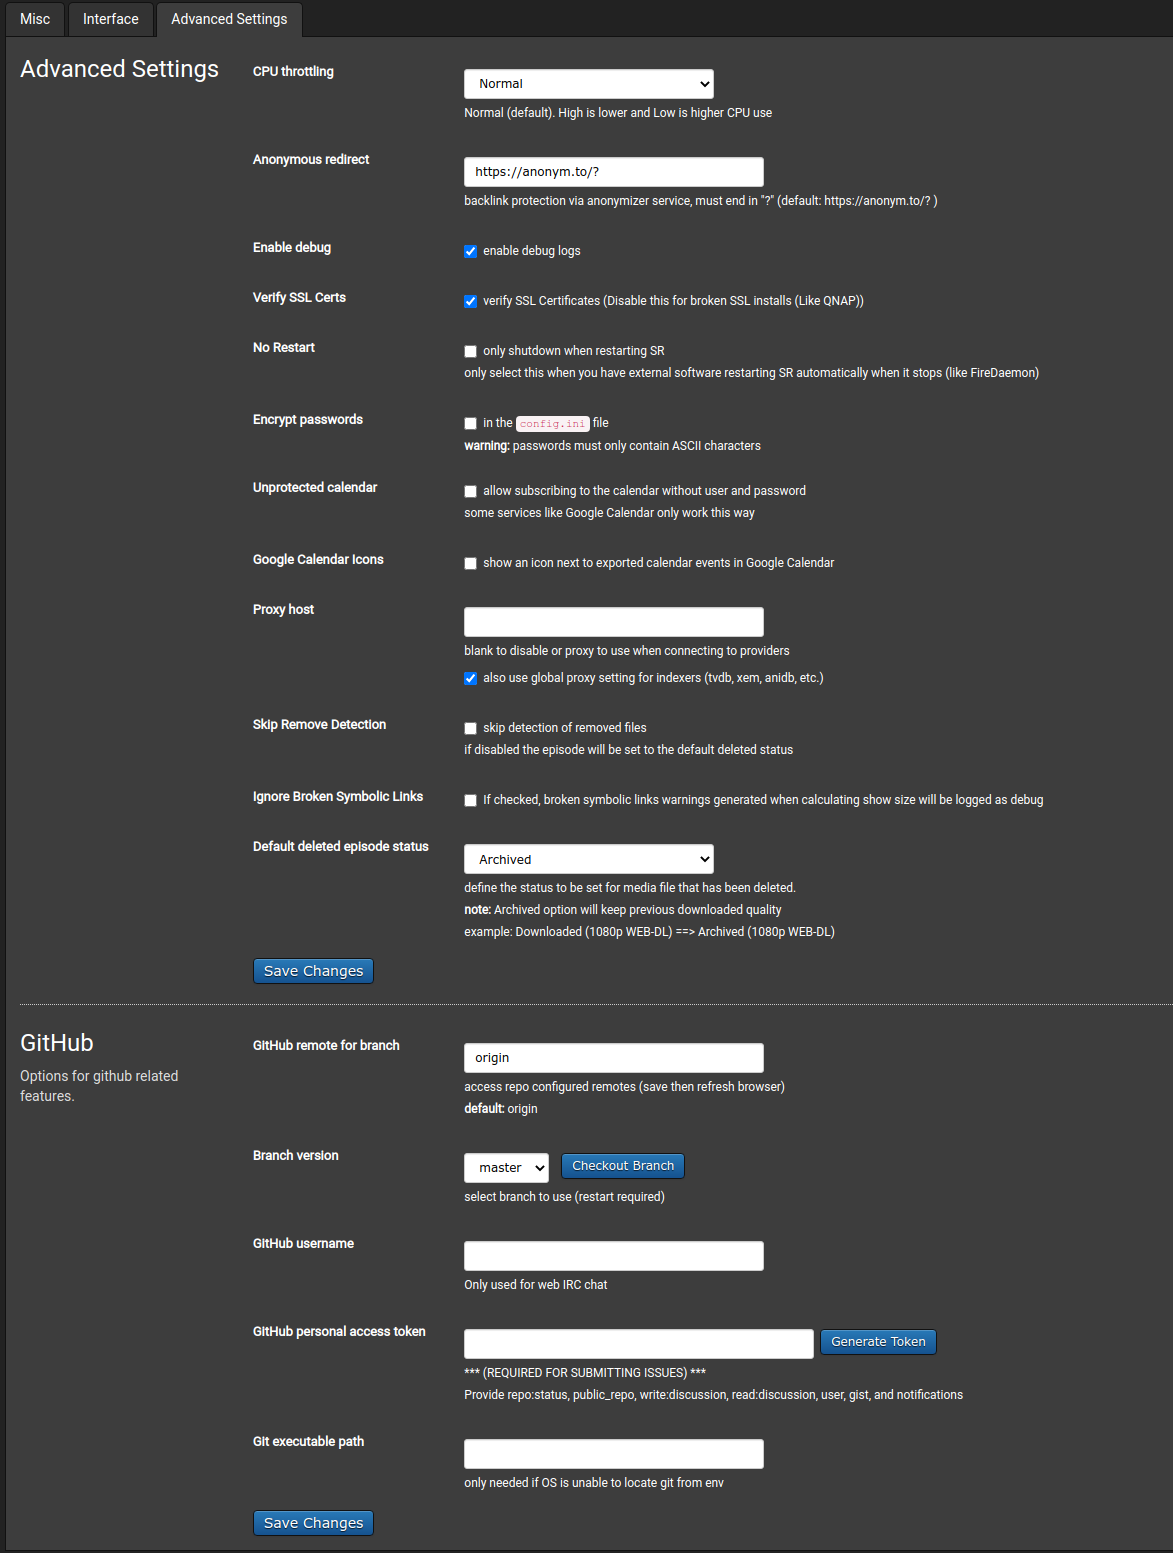 Misc
Interface
Advanced Settings
Advanced Settings
CPU throttling
Normal
Normal (default). High is lower and Low is higher CPU use
Anonymous redirect
https://anonym.to/?
backlink protection via anonymizer service, must end in "?" (default: https://anonym.to/? )
Enable debug
enable debug logs
Verify SSL Certs
verify SSL Certificates (Disable this for broken SSL installs (Like QNAP))
No Restart
only shutdown when restarting SR
only select this when you have external software restarting SR automatically when it stops (like FireDaemon)
Encrypt passwords
in the config.ini file
warning: passwords must only contain ASCII characters
Unprotected calendar
allow subscribing to the calendar without user and password
some services like Google Calendar only work this way
Google Calendar Icons
show an icon next to exported calendar events in Google Calendar
Proxy host
blank to disable or proxy to use when connecting to providers
also use global proxy setting for indexers (tvdb, xem, anidb, etc.)
Skip Remove Detection
skip detection of removed files
if disabled the episode will be set to the default deleted status
Ignore Broken Symbolic Links
If checked, broken symbolic links warnings generated when calculating show size will be logged as debug
Default deleted episode status
Archived
define the status to be set for media file that has been deleted.
note: Archived option will keep previous downloaded quality
example: Downloaded (1080p WEB-DL) ==> Archived (1080p WEB-DL)
Save Changes
GitHub
Options for github related
features.
GitHub remote for branch
origin
access repo configured remotes (save then refresh browser)
default: origin
Branch version
master
Checkout Branch
select branch to use (restart required)
GitHub username
Only used for web IRC chat
GitHub personal access token
Generate Token
*** (REQUIRED FOR SUBMITTING ISSUES) ***
Provide repo:status, public_repo, write:discussion, read:discussion, user, gist, and notifications
Git executable path
only needed if OS is unable to locate git from env
Save Changes